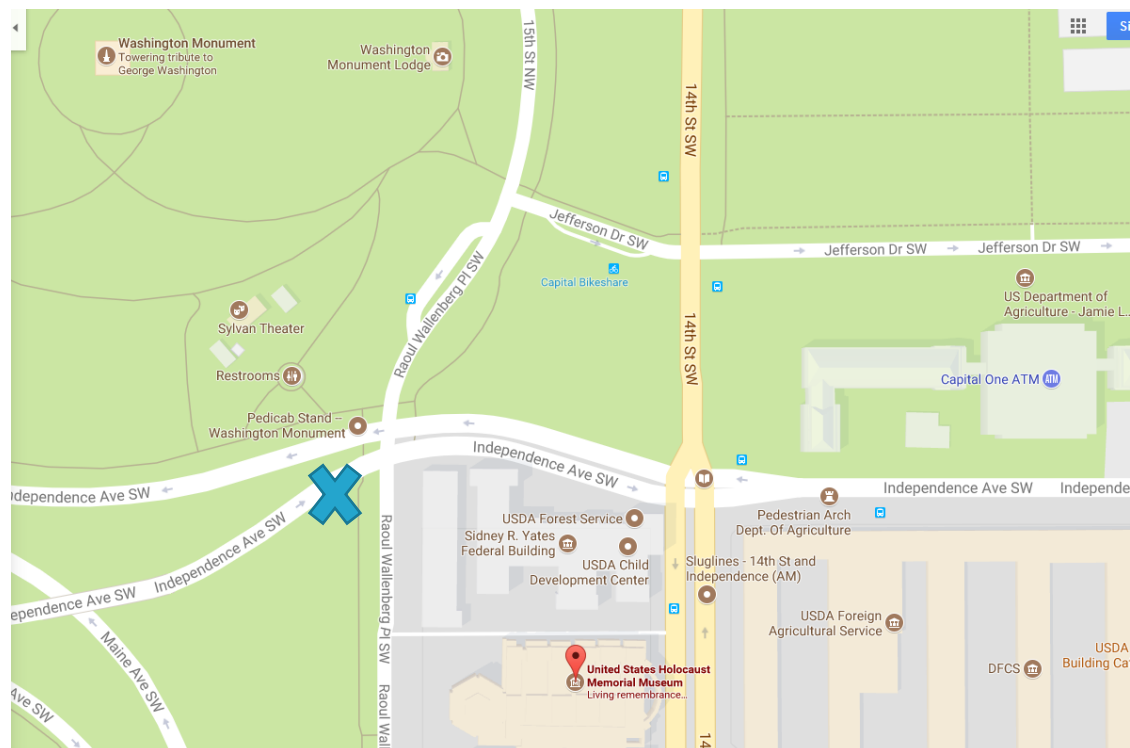 Washington Monument
Towering tribute to
George Washington
Washington
Monument Lodge
15th St NW
14th St SW
Jefferson Dr SW
Jefferson Dr SW
Jefferson Dr SW
Capital Bikeshare
Raoul Wallenberg Pl SW
US Department of
Agriculture - Jamie L...
Sylvan Theater
14th St SW
Restrooms
Capital One ATM
ATM
Pedicab Stand –
Washington Monument
Independence Ave SW
Independence Ave SW
Independence Ave SW
Pedestrian Arch
Dept. Of Agriculture
USDA Forest Service
Sidney R. Yates
Federal Building
USDA Child
Development Center
Independence Ave SW
Raoul Wallenberg Pl SW
Sluglines - 14th St and
Independence (AM)
USDA Foreign
Agricultural Service
Maine Ave SW
United States Holocaust
Memorial Museum
Living remembrance...
DFCS
USDA
Building
Ave SW
Raoul Wallenberg
14